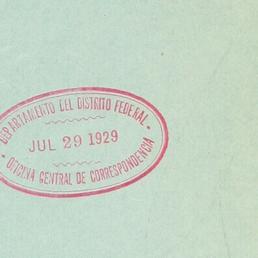 DEPARTAMENTO DEL DISTRITO FEDERAL
JUL 29 1929
OFICINA CENTRAL DE CORRESPONDENCIA